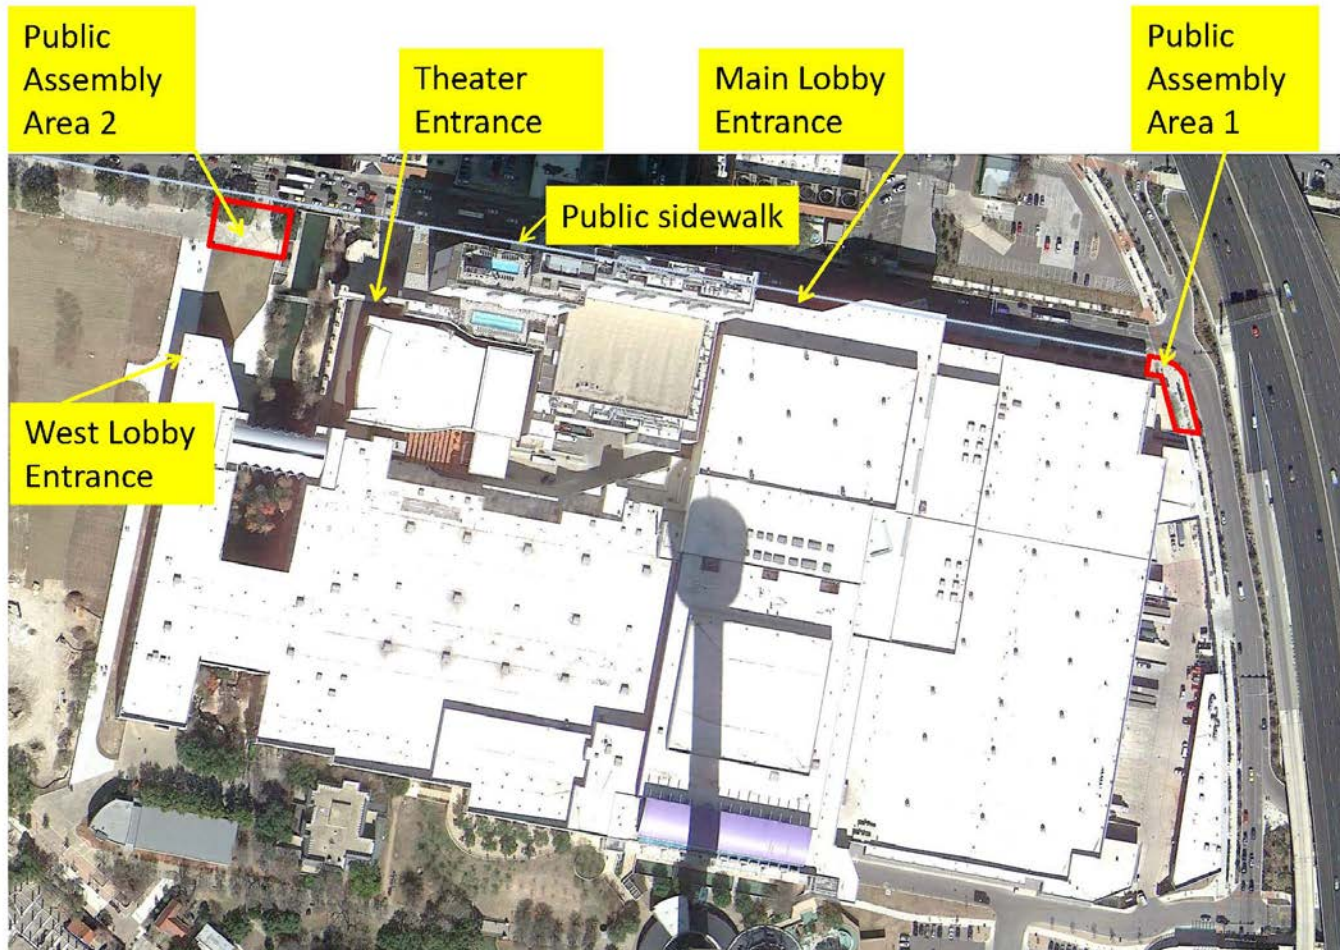 Public
Assembly
Area 2
Theater
Entrance
Main Lobby
Entrance
Public
Assembly
Area 1
Public sidewalk
West Lobby
Entrance